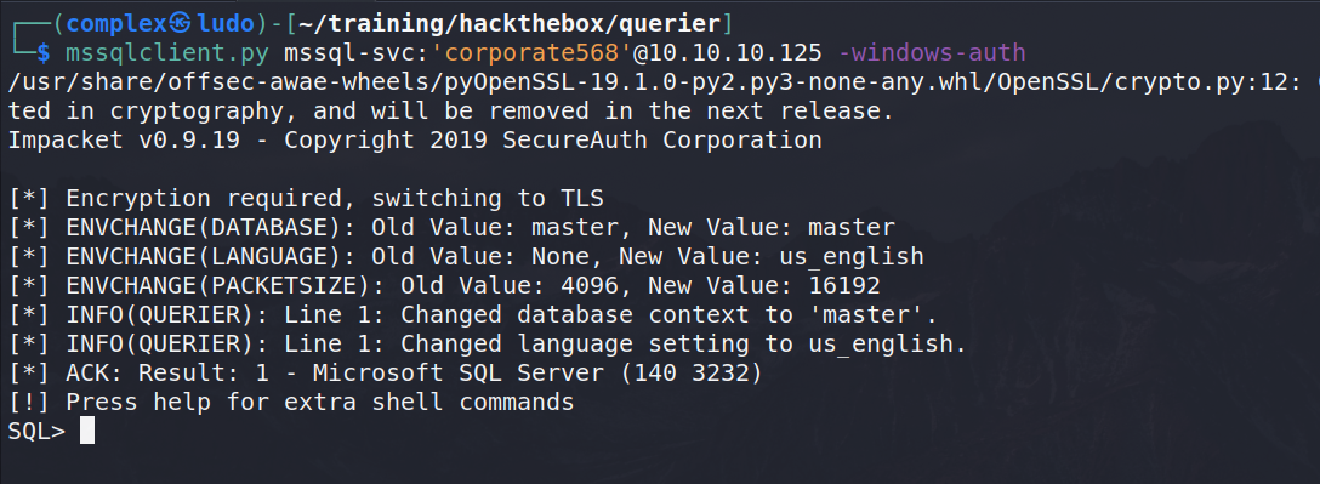 ┌──(complex㉿ludo)-[~/training/hackthebox/querier]
└─$ mssqlclient.py mssql-svc:'corporate568'@10.10.10.125 -windows-auth
/usr/share/offsec-awae-wheels/pyOpenSSL-19.1.0-py2.py3-none-any.whl/OpenSSL/crypto.py:12:
ted in cryptography, and will be removed in the next release.
Impacket v0.9.19 - Copyright 2019 SecureAuth Corporation

[*] Encryption required, switching to TLS
[*] ENVCHANGE(DATABASE): Old Value: master, New Value: master
[*] ENVCHANGE(LANGUAGE): Old Value: None, New Value: us_english
[*] ENVCHANGE(PACKETSIZE): Old Value: 4096, New Value: 16192
[*] INFO(QUERIER): Line 1: Changed database context to 'master'.
[*] INFO(QUERIER): Line 1: Changed language setting to us_english.
[*] ACK: Result: 1 - Microsoft SQL Server (140 3232)
[!] Press help for extra shell commands
SQL>